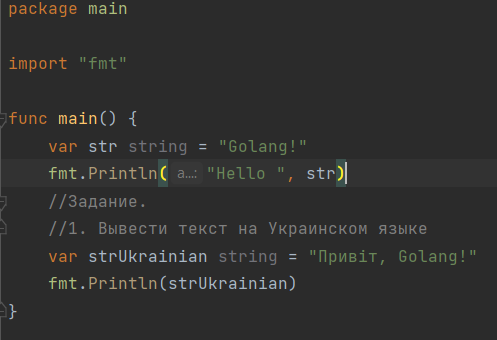 package main
import "fmt"
func main() {
var str string = "Golang!"
fmt.Println( a...: "Hello ", str)
//Задание.
//1. Вывести текст на Украинском языке
var strUkrainian string = "Привіт, Golang!"
fmt.Println(strUkrainian)
}